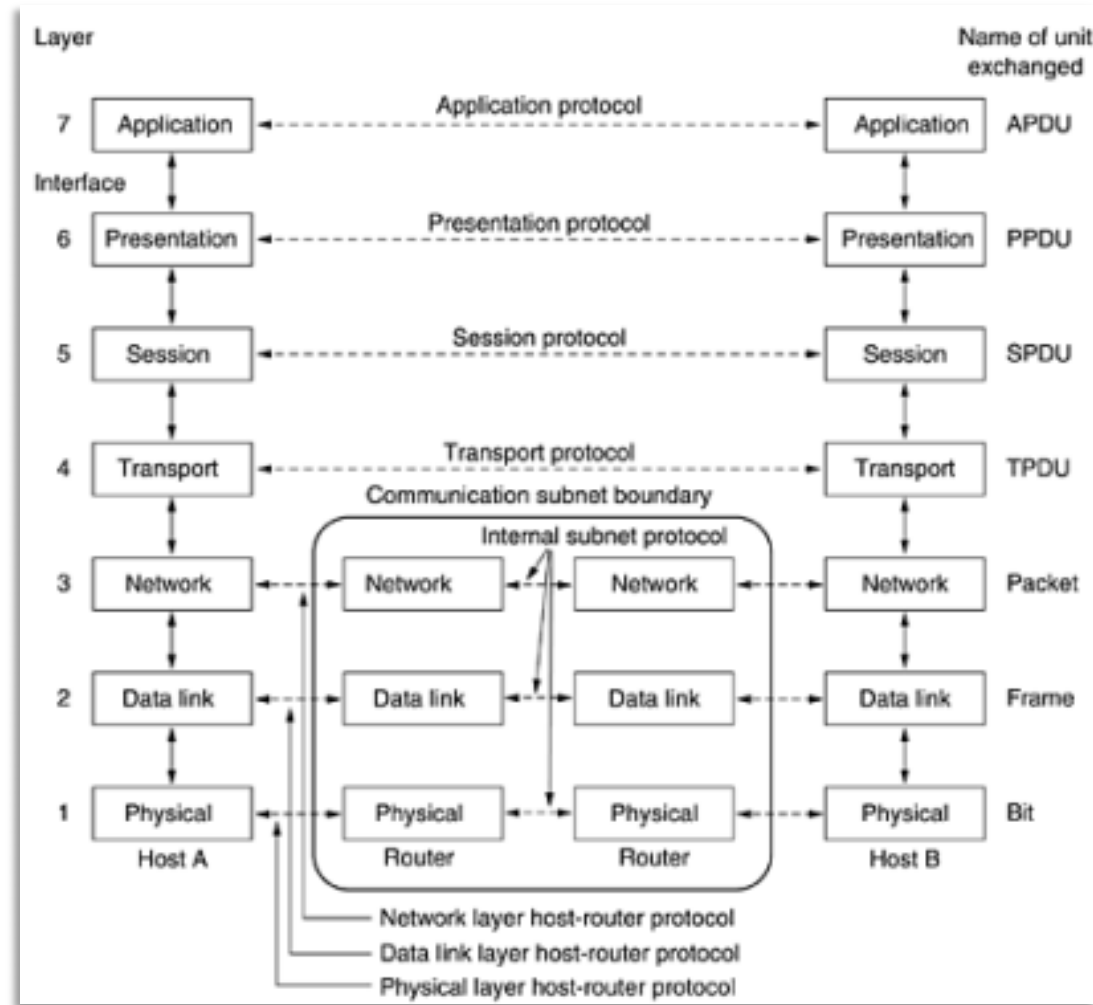 Layer
Name of unit
exchanged
Application protocol
7 Application Application APDU
Interface
Presentation protocol
6 Presentation Presentation PPDU
Session protocol
5 Session Session SPDU
Transport protocol
4 Transport Transport TPDU
Communication subnet boundary
Internal subnet protocol
3 Network Network Network Network Packet
2 Data link Data link Data link Data link Frame
1 Physical Physical Physical Physical Bit
Host A Router Router Host B
Network layer host-router protocol
Data link layer host-router protocol
Physical layer host-router protocol